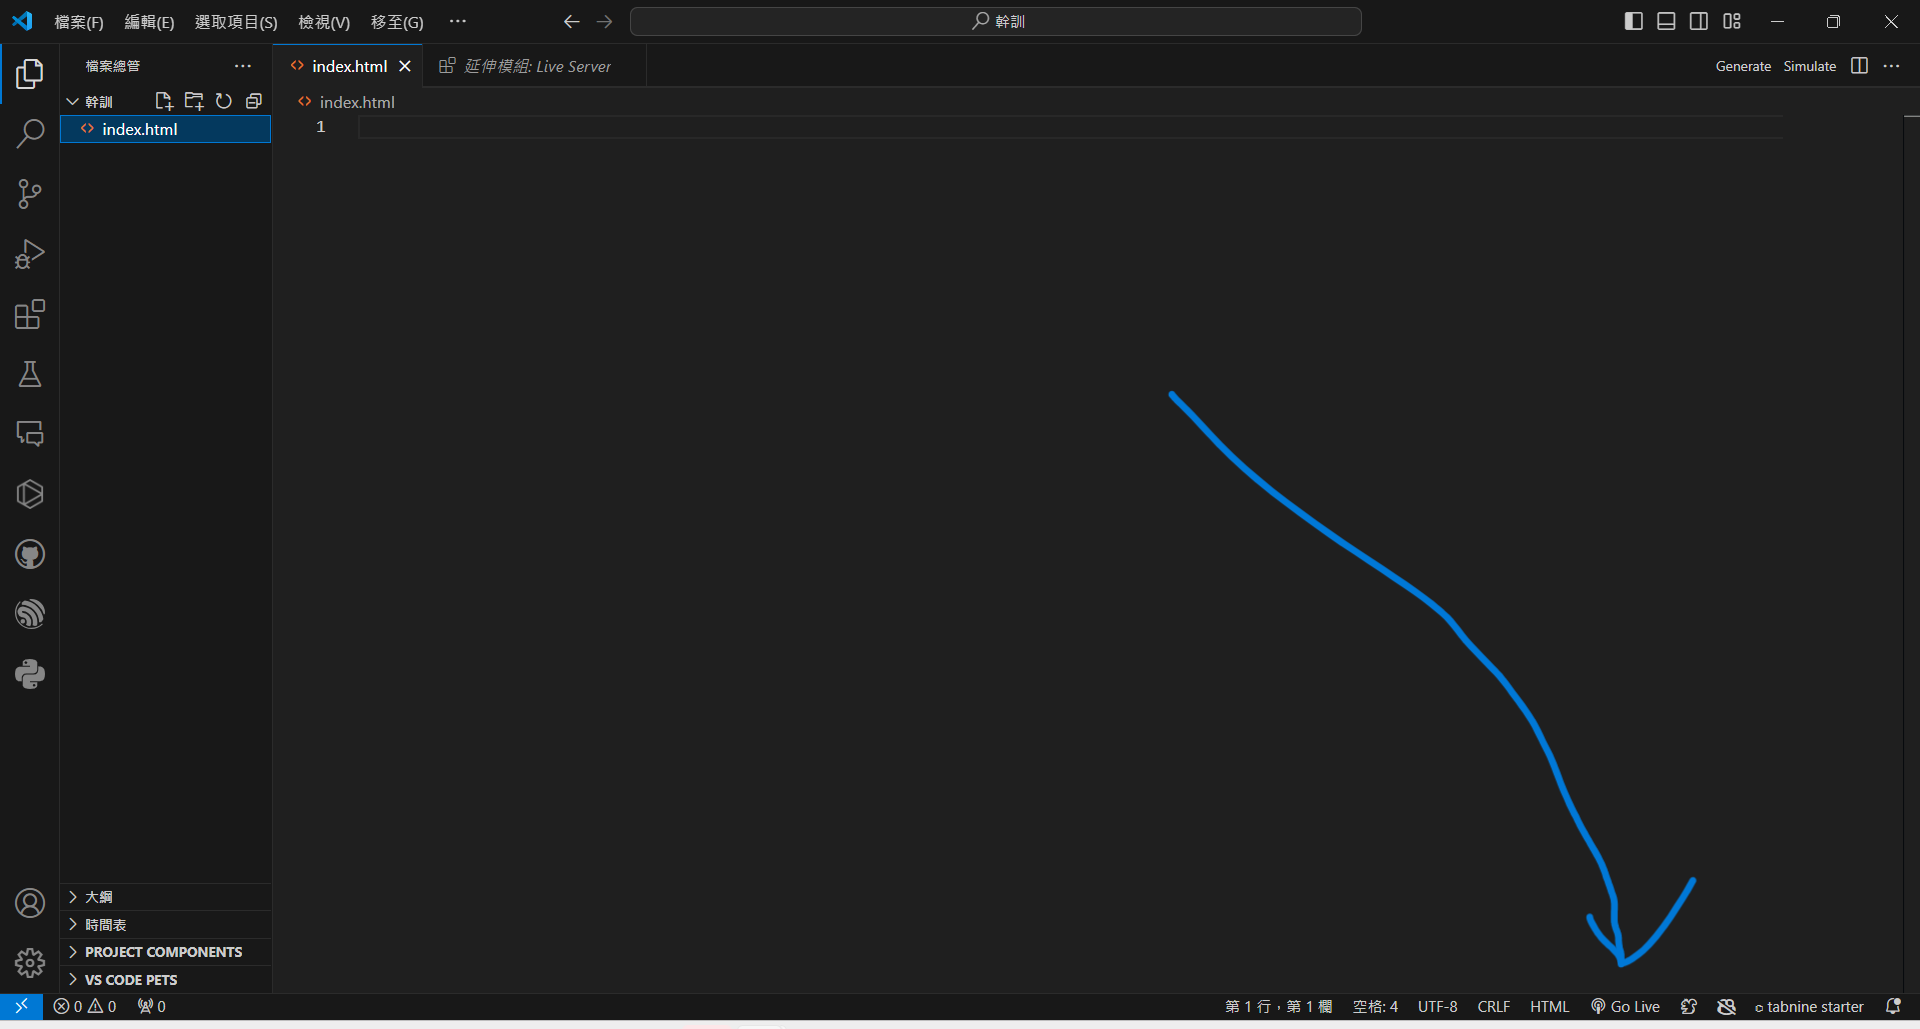 檔案(F) 編輯(E) 選取項目(S) 檢視(V) 移至(G) ··· 幹訓
檔案總管 ···
index.html
延伸模組: Live Server
Generate Simulate
幹訓
index.html
index.html
1
大綱
時間表
PROJECT COMPONENTS
VS CODE PETS
0 0 0
第 1 行，第 1 欄 空格: 4 UTF-8 CRLF HTML Go Live tabnine starter